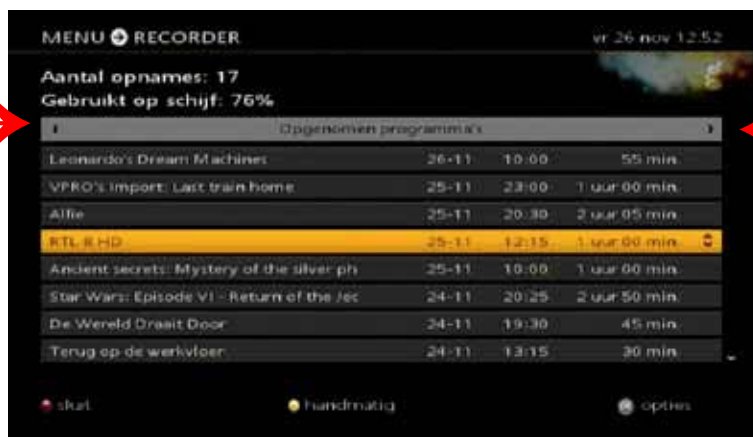 MENU RECORDER vr 26 nov 12:52
Aantal opnames: 17
Gebruikt op schijf: 76%
Opgenomen programma's
Leonardo's Dream Machines 26-11 10:00 55 min.
VPRO's Import: Last train home 25-11 23:00 1 uur 00 min.
Alfie 25-11 20:30 2 uur 05 min.
RTL 8 HD 25-11 12:15 1 uur 00 min.
Ancient secrets: Mystery of the silver ph 25-11 10:00 1 uur 00 min.
Star Wars: Episode VI - Return of the Jec 24-11 20:25 2 uur 50 min.
De Wereld Draait Door 24-11 19:30 45 min.
Terug op de werkvloer 24-11 13:15 30 min.
sluit handmatig opties